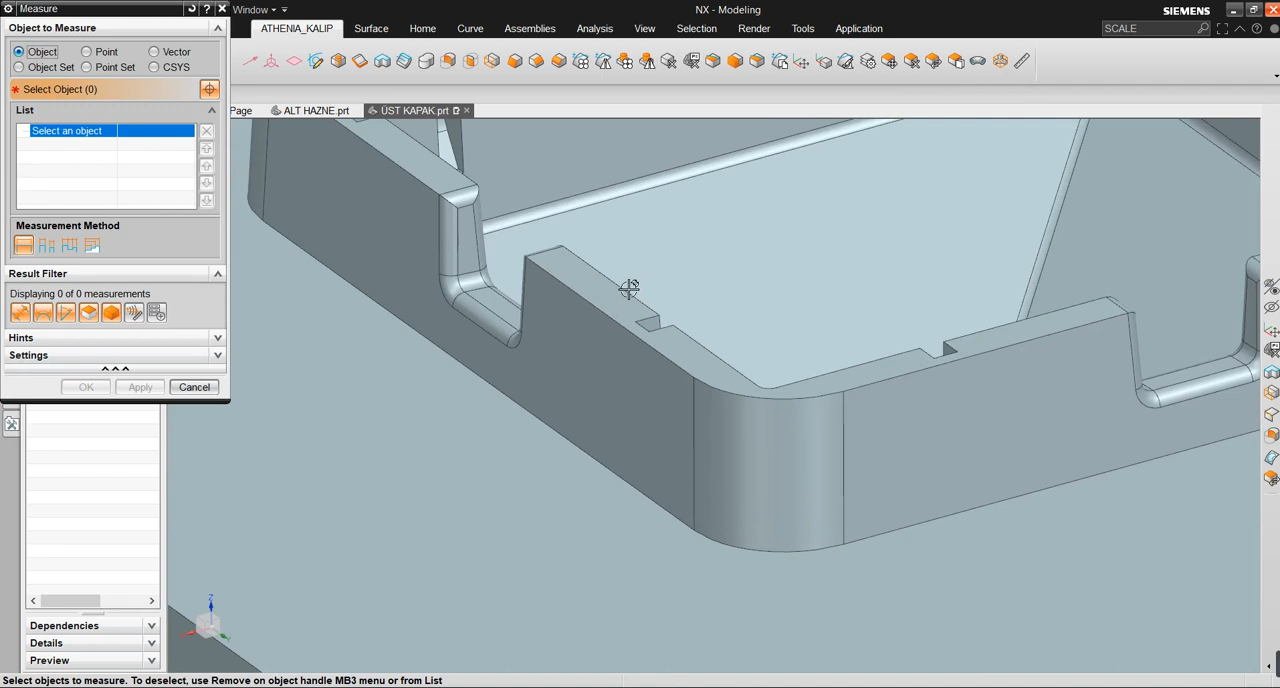 Measure
Window
NX - Modeling
SIEMENS
Object to Measure
ATHENIA_KALIP
Surface
Home
Curve
Assemblies
Analysis
View
Selection
Render
Tools
Application
SCALE
Object
Point
Vector
Object Set
Point Set
CSYS
* Select Object (0)
Page
ALT HAZNE.prt
ÜST KAPAK.prt
List
Select an object
Measurement Method
Result Filter
Displaying 0 of 0 measurements
Hints
Settings
OK
Apply
Cancel
Z
Dependencies
Details
Preview
Select objects to measure. To deselect, use Remove on object handle MB3 menu or from List